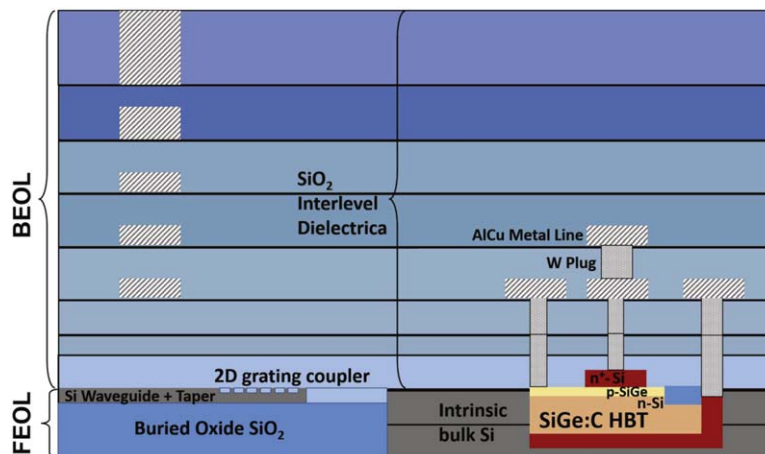 BEOL
SiO2
Interlevel
Dielectrica
AlCu Metal Line
W Plug
2D grating coupler
n+-Si
p-SiGe
n-Si
FEOL
Si Waveguide + Taper
Buried Oxide SiO2
Intrinsic
bulk Si
SiGe:C HBT